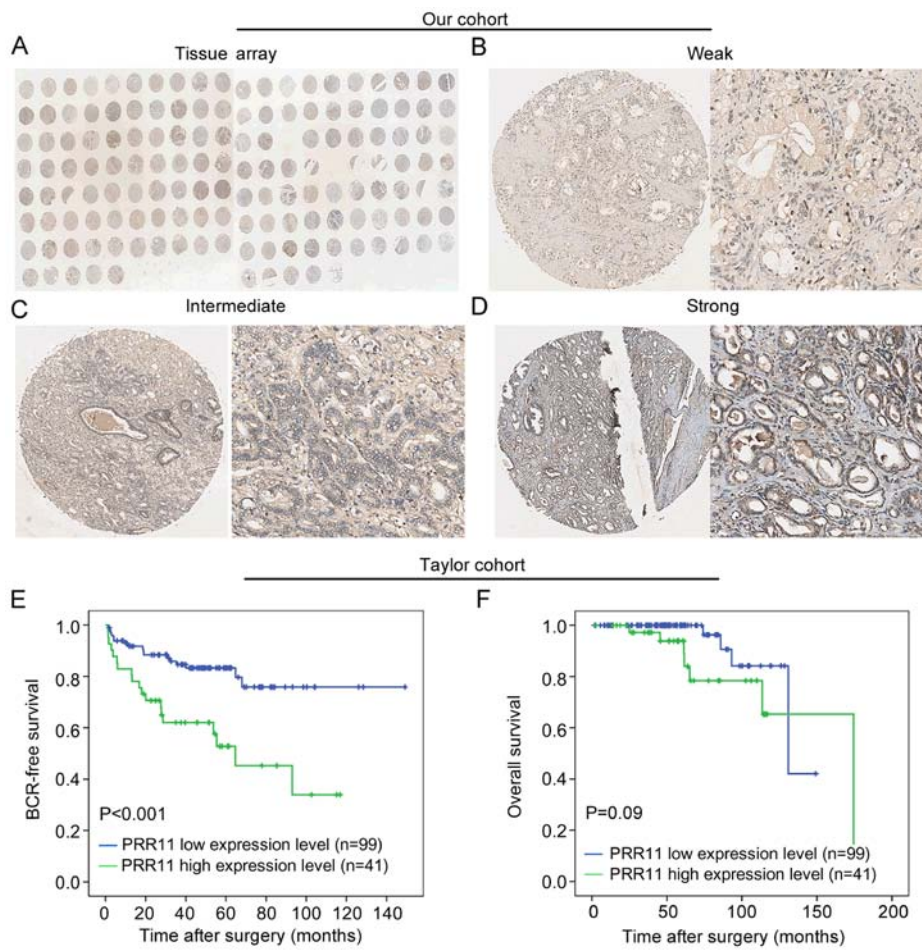 Our cohort
A
Tissue array
B
Weak
C
Intermediate
D
Strong
Taylor cohort
E
BCR-free survival
1.0
0.8
0.6
0.4
0.2
0.0
P<0.001
PRR11 low expression level (n=99)
PRR11 high expression level (n=41)
0 20 40 60 80 100 120 140
Time after surgery (months)
F
Overall survival
1.0
0.8
0.6
0.4
0.2
0.0
P=0.09
PRR11 low expression level (n=99)
PRR11 high expression level (n=41)
0 50 100 150 200
Time after surgery (months)